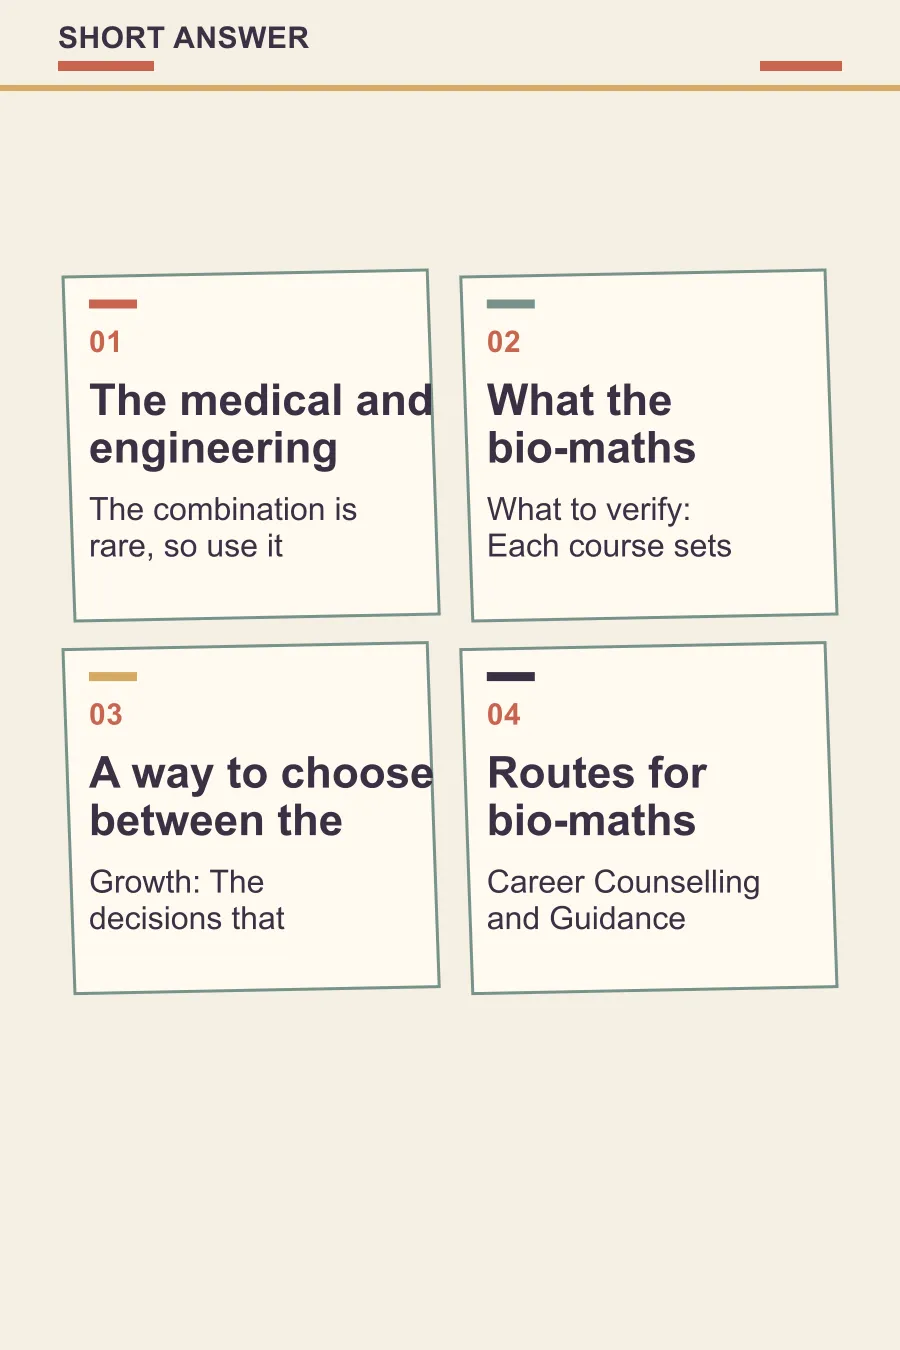 SHORT ANSWER
01
The medical and
engineering
The combination is
rare, so use it
02
What the
bio-maths
What to verify:
Each course sets
03
A way to choose
between the
Growth: The
decisions that
04
Routes for
bio-maths
Career Counselling
and Guidance